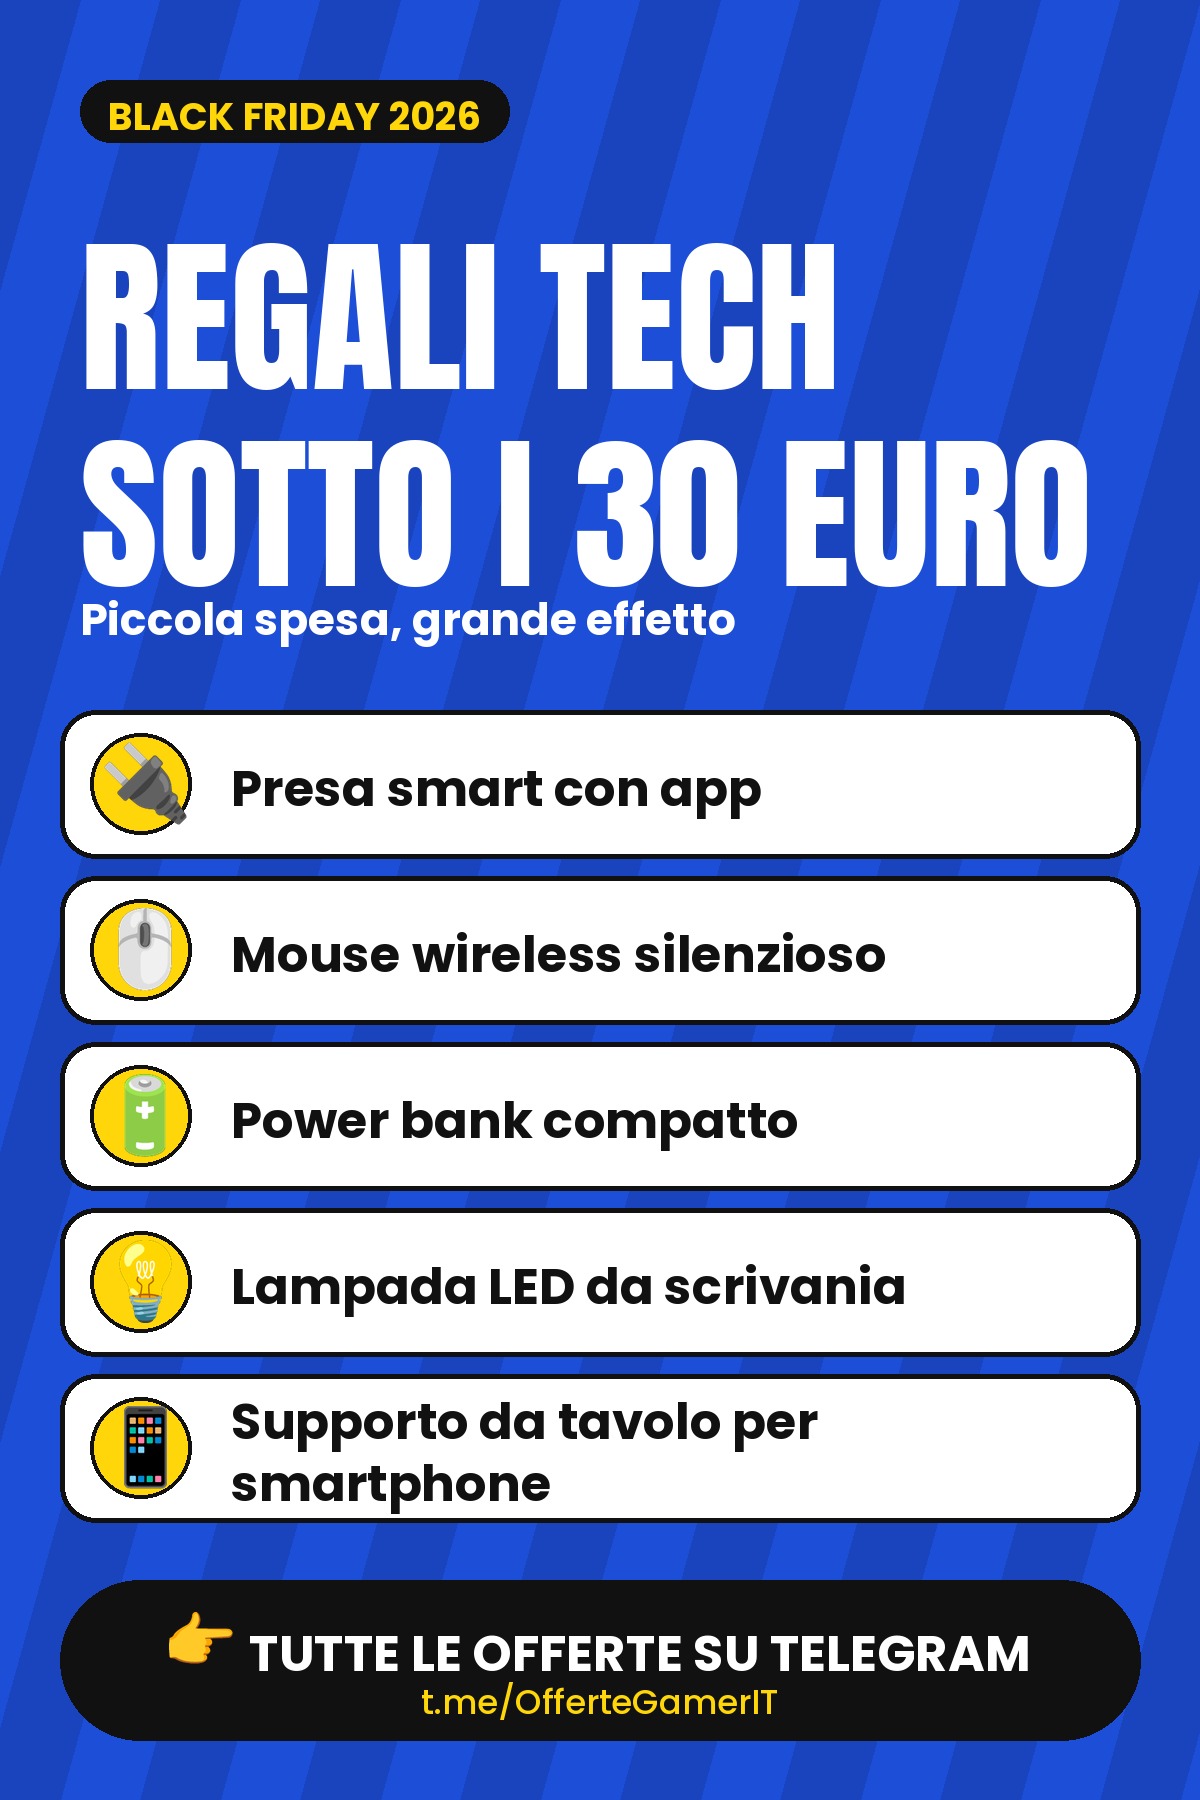 BLACK FRIDAY 2026
REGALI TECH
SOTTO I 30 EURO
Piccola spesa, grande effetto
Presa smart con app
Mouse wireless silenzioso
Power bank compatto
Lampada LED da scrivania
Supporto da tavolo per
smartphone
👉 TUTTE LE OFFERTE SU TELEGRAM
t.me/OfferteGamerIT